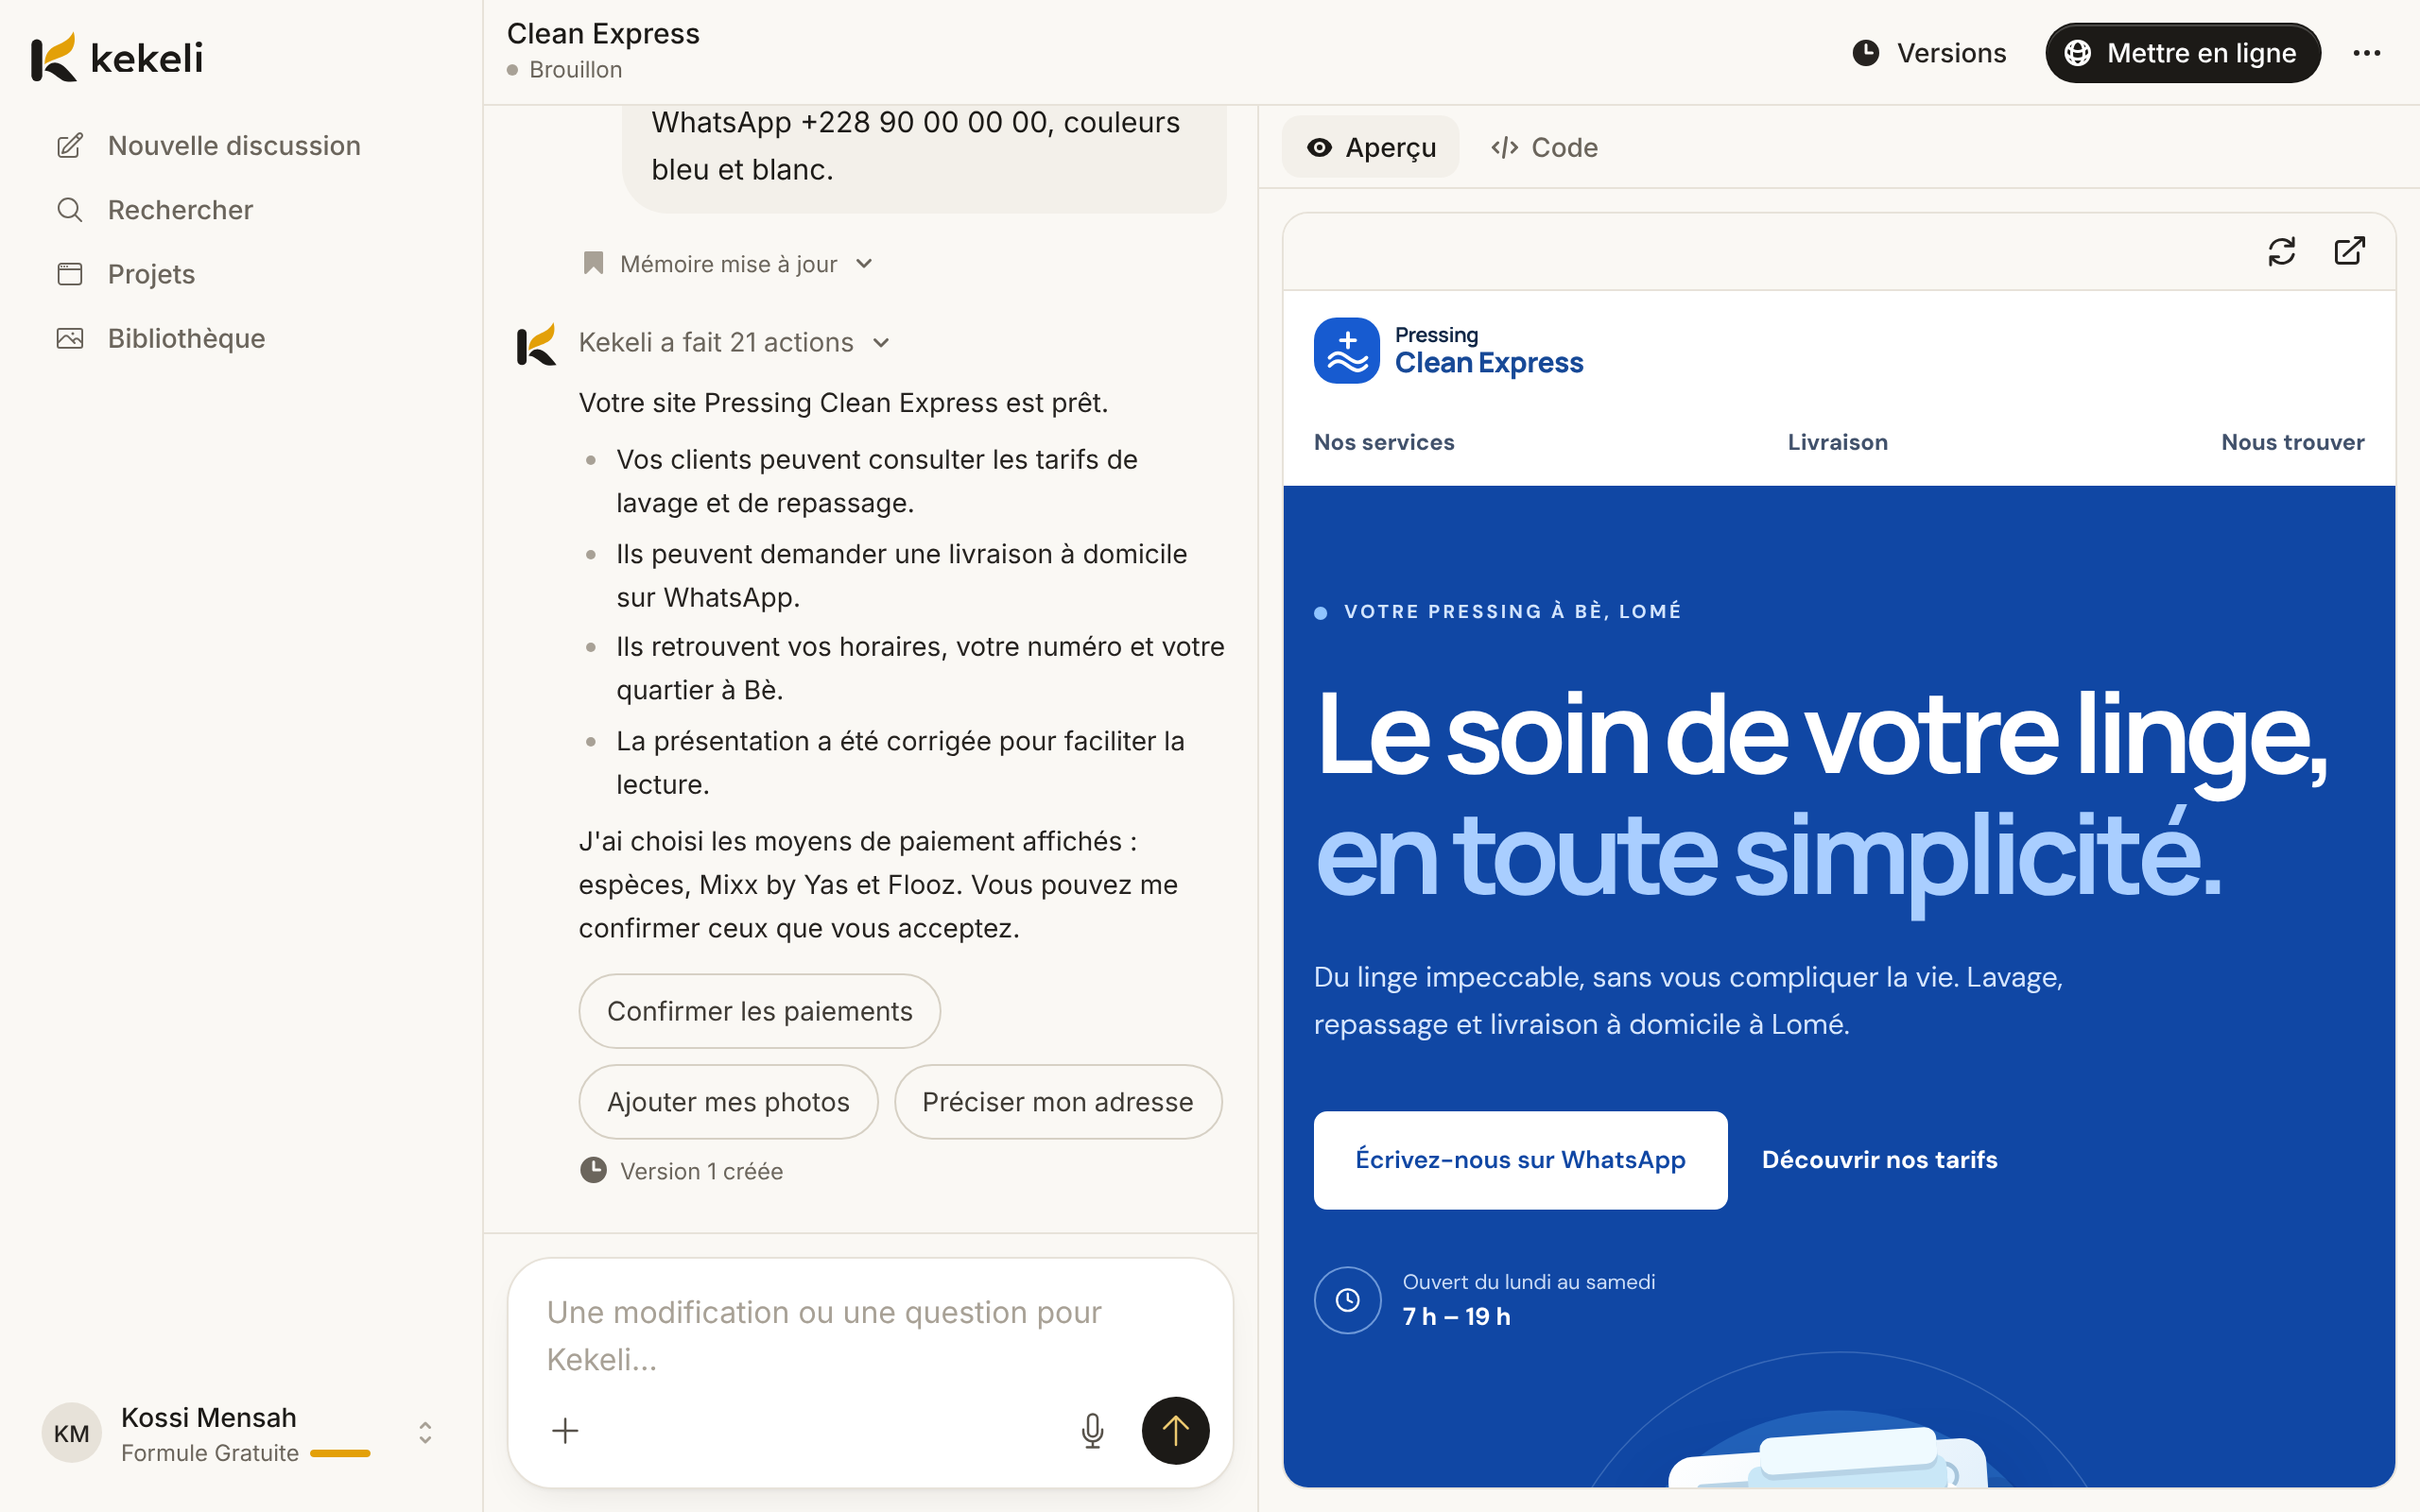 kekeli
Nouvelle discussion
Rechercher
Projets
Bibliothèque
KM
Kossi Mensah
Formule Gratuite
Clean Express
Brouillon
Versions
Mettre en ligne
WhatsApp +228 90 00 00 00, couleurs
bleu et blanc.
Mémoire mise à jour
Kekeli a fait 21 actions
Votre site Pressing Clean Express est prêt.
Vos clients peuvent consulter les tarifs de
lavage et de repassage.
Ils peuvent demander une livraison à domicile
sur WhatsApp.
Ils retrouvent vos horaires, votre numéro et votre
quartier à Bè.
La présentation a été corrigée pour faciliter la
lecture.
J'ai choisi les moyens de paiement affichés :
espèces, Mixx by Yas et Flooz. Vous pouvez me
confirmer ceux que vous acceptez.
Confirmer les paiements
Ajouter mes photos
Préciser mon adresse
Version 1 créée
Une modification ou une question pour
Kekeli...
Aperçu
Code
Pressing
Clean Express
Nos services
Livraison
Nous trouver
VOTRE PRESSING À BÈ, LOMÉ
Le soin de votre linge,
en toute simplicité.
Du linge impeccable, sans vous compliquer la vie. Lavage,
repassage et livraison à domicile à Lomé.
Écrivez-nous sur WhatsApp
Découvrir nos tarifs
Ouvert du lundi au samedi
7 h – 19 h